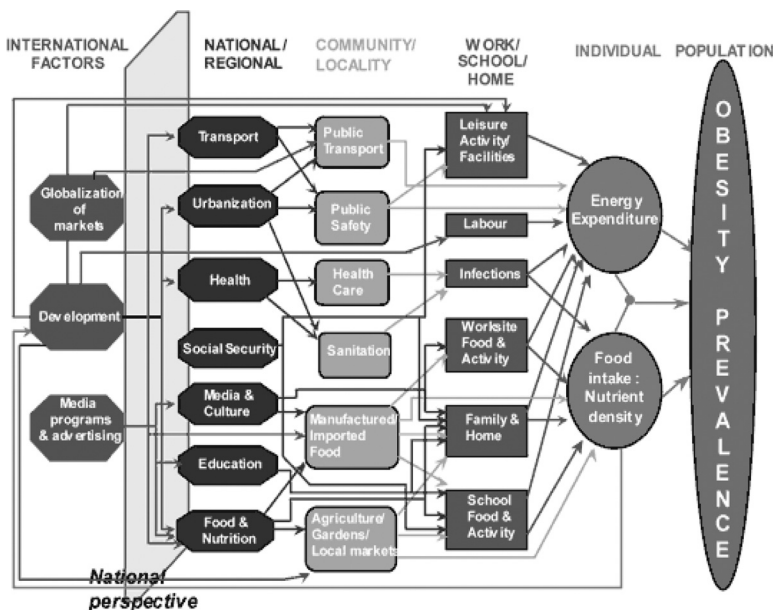 INTERNATIONAL
FACTORS
NATIONAL/
REGIONAL
COMMUNITY/
LOCALITY
WORK/
SCHOOL/
HOME
INDIVIDUAL
POPULATION
Globalization
of
markets
Development
Media
programs
& advertising
Transport
Urbanization
Health
Social Security
Media &
Culture
Education
Food &
Nutrition
National
perspective
Public
Transport
Public
Safety
Health
Care
Sanitation
Manufactured/
Imported
Food
Agriculture/
Gardens/
Local markets
Leisure
Activity/
Facilities
Labour
Infections
Worksite
Food &
Activity
Family &
Home
School
Food &
Activity
Energy
Expenditure
Food
intake :
Nutrient
density
OBESITY PREVALENCE